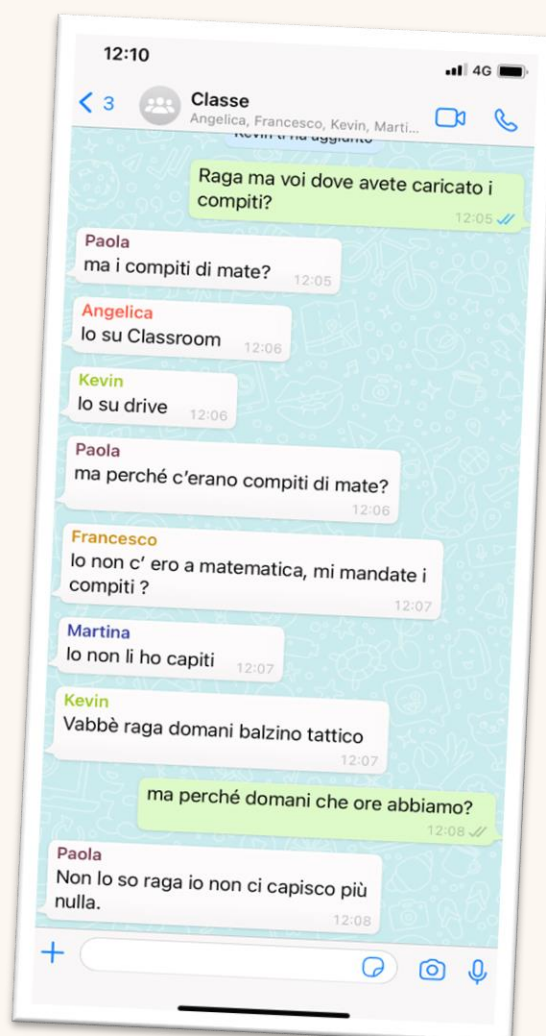 12:10
4G
3
Classe
Angelica, Francesco, Kevin, Marti...
Kevin ti ha aggiunto
Raga ma voi dove avete caricato i
compiti?
12:05
Paola
ma i compiti di mate?
12:05
Angelica
Io su Classroom
12:06
Kevin
Io su drive
12:06
Paola
ma perché c'erano compiti di mate?
12:06
Francesco
Io non c' ero a matematica, mi mandate i
compiti ?
12:07
Martina
Io non li ho capiti
12:07
Kevin
Vabbè raga domani balzino tattico
12:07
ma perché domani che ore abbiamo?
12:08
Paola
Non lo so raga io non ci capisco più
nulla.
12:08